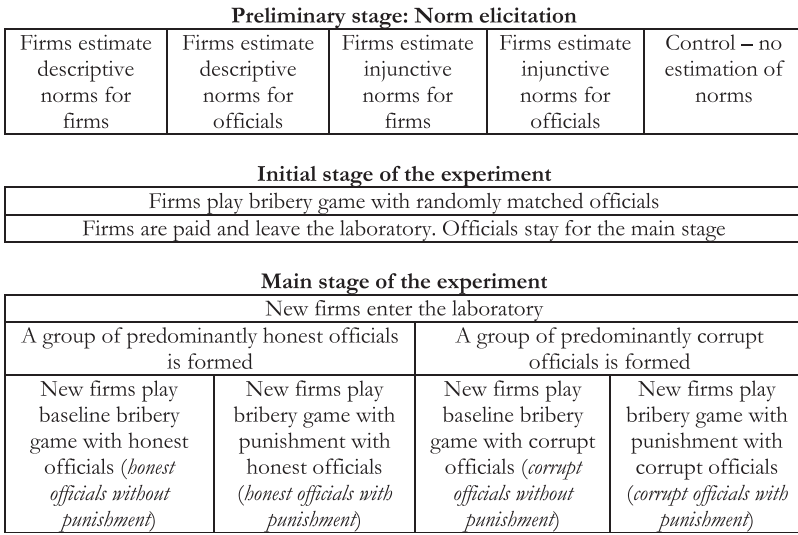 Preliminary stage: Norm elicitation
Firms estimate
descriptive
norms for
firms
Firms estimate
descriptive
norms for
officials
Firms estimate
injunctive
norms for
firms
Firms estimate
injunctive
norms for
officials
Control – no
estimation of
norms
Initial stage of the experiment
Firms play bribery game with randomly matched officials
Firms are paid and leave the laboratory. Officials stay for the main stage
Main stage of the experiment
New firms enter the laboratory
A group of predominantly honest officials
is formed
A group of predominantly corrupt
officials is formed
New firms play
baseline bribery
game with honest
officials (honest
officials without
punishment)
New firms play
bribery game with
punishment with
honest officials
(honest officials with
punishment)
New firms play
baseline bribery
game with corrupt
officials (corrupt
officials without
punishment)
New firms play
bribery game with
punishment with
corrupt officials
(corrupt officials with
punishment)